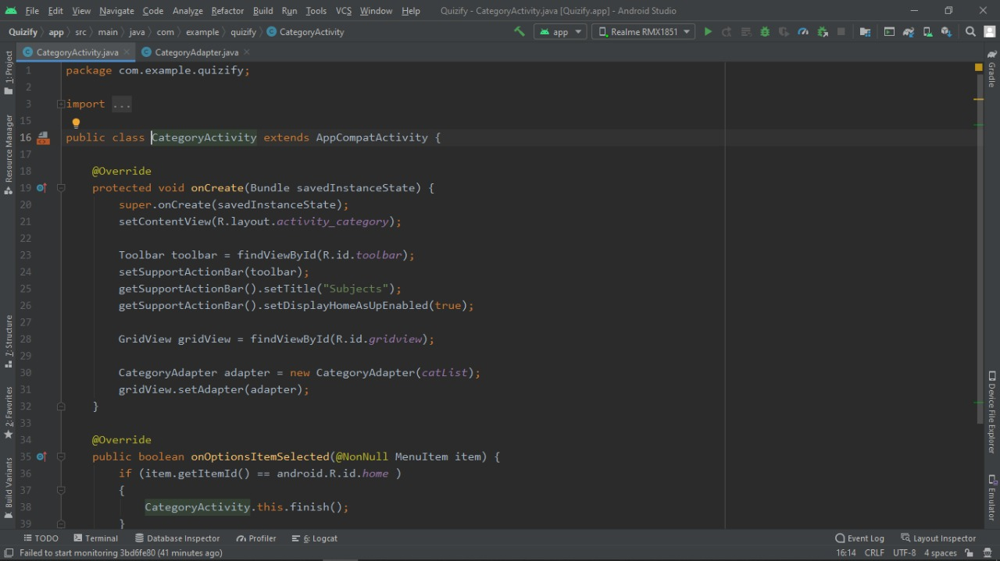 File Edit View Navigate Code Analyze Refactor Build Run Tools VCS Window Help Quizify - CategoryActivity.java [Quizify.app] - Android Studio
Quizify app src main java com example quizify CategoryActivity app Realme RMX1851
CategoryActivity.java CategoryAdapter.java
1: Project
Resource Manager
7: Structure
2: Favorites
Build Variants
1 package com.example.quizify;
2
3 import ...
15
16 public class CategoryActivity extends AppCompatActivity {
17
18 @Override
19 protected void onCreate(Bundle savedInstanceState) {
20 super.onCreate(savedInstanceState);
21 setContentView(R.layout.activity_category);
22
23 Toolbar toolbar = findViewById(R.id.toolbar);
24 setSupportActionBar(toolbar);
25 getSupportActionBar().setTitle("Subjects");
26 getSupportActionBar().setDisplayHomeAsUpEnabled(true);
27
28 GridView gridView = findViewById(R.id.gridview);
29
30 CategoryAdapter adapter = new CategoryAdapter(catList);
31 gridView.setAdapter(adapter);
32 }
33
34 @Override
35 public boolean onOptionsItemSelected(@NonNull MenuItem item) {
36 if (item.getItemId() == android.R.id.home )
37 {
38 CategoryActivity.this.finish();
39 }
Gradle
Device File Explorer
Emulator
TODO Terminal Database Inspector Profiler 6: Logcat Event Log Layout Inspector
Failed to start monitoring 3bd6fe80 (41 minutes ago) 16:14 CRLF UTF-8 4 spaces